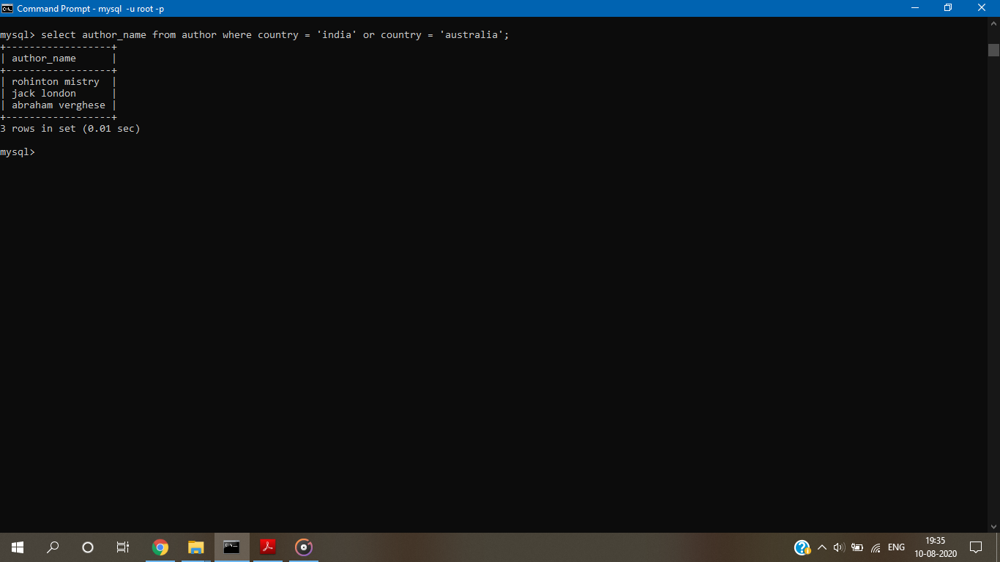 Command Prompt - mysql  -u root -p
mysql> select author_name from author where country = 'india' or country = 'australia';
+------------------+
| author_name      |
+------------------+
| rohinton mistry  |
| jack london      |
| abraham verghese |
+------------------+
3 rows in set (0.01 sec)
mysql>
ENG
19:35
10-08-2020